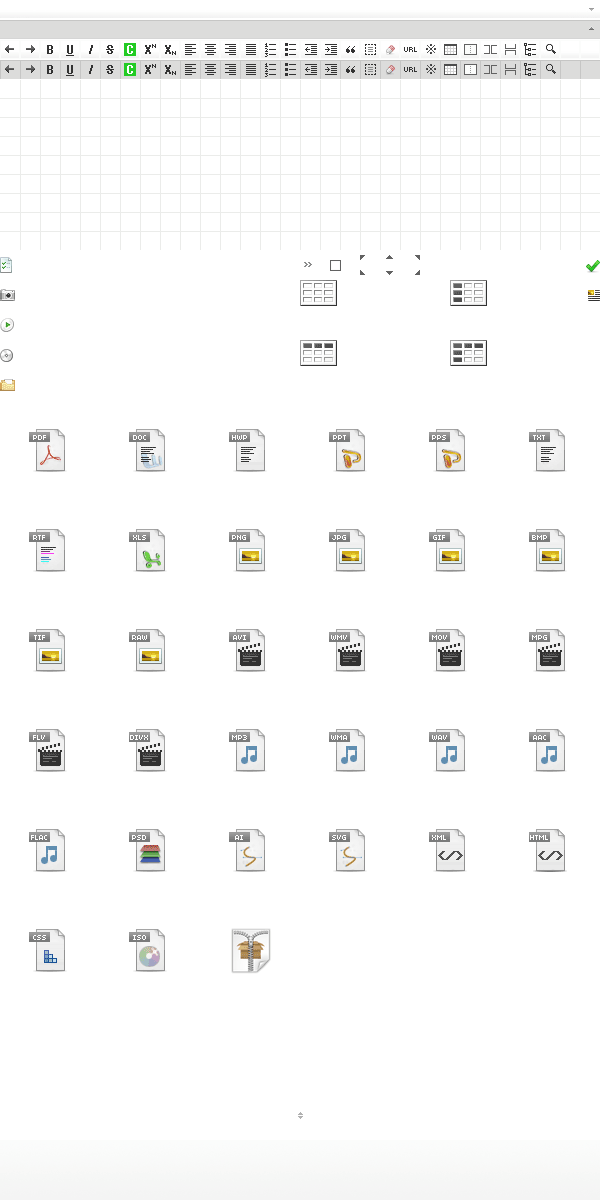 B U I S C X^N X_N URL
B U I S C X^N X_N URL
PDF DOC HWP PPT PPS TXT
RTF XLS PNG JPG GIF BMP
TIF RAW AVI WMV MOV MPG
FLV DIVX MP3 WMA WAV AAC
FLAC PSD AI SVG XML HTML
CSS ISO